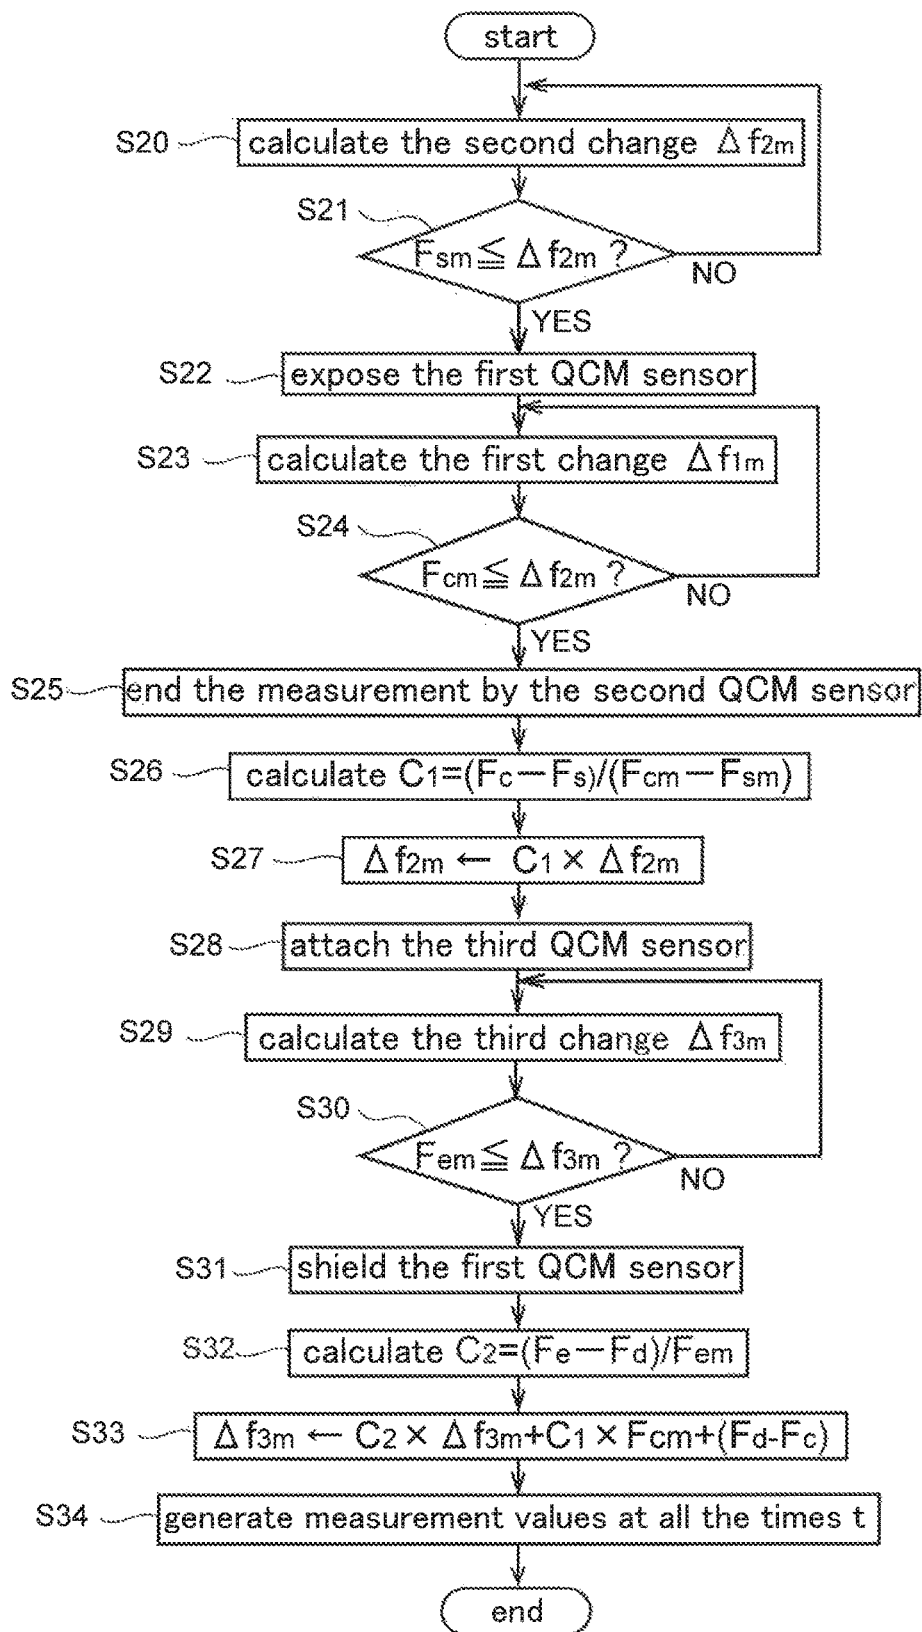 start
S20
calculate the second change Δf2m
S21
Fsm ≦ Δf2m ?
NO
YES
S22
expose the first QCM sensor
S23
calculate the first change Δf1m
S24
Fcm ≦ Δf2m ?
NO
YES
S25
end the measurement by the second QCM sensor
S26
calculate C1=(Fc−Fs)/(Fcm−Fsm)
S27
Δf2m ← C1 × Δf2m
S28
attach the third QCM sensor
S29
calculate the third change Δf3m
S30
Fem ≦ Δf3m ?
NO
YES
S31
shield the first QCM sensor
S32
calculate C2=(Fe−Fd)/Fem
S33
Δf3m ← C2 × Δf3m+C1 × Fcm+(Fd-Fc)
S34
generate measurement values at all the times t
end